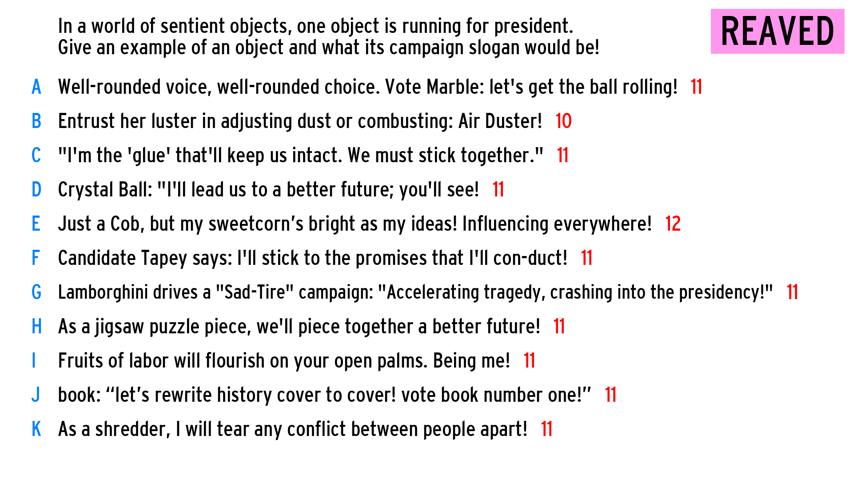 In a world of sentient objects, one object is running for president.
Give an example of an object and what its campaign slogan would be!
REAVED
A Well-rounded voice, well-rounded choice. Vote Marble: let's get the ball rolling! 11
B Entrust her luster in adjusting dust or combusting: Air Duster! 10
C "I'm the 'glue' that'll keep us intact. We must stick together." 11
D Crystal Ball: "I'll lead us to a better future; you'll see! 11
E Just a Cob, but my sweetcorn’s bright as my ideas! Influencing everywhere! 12
F Candidate Tapey says: I'll stick to the promises that I'll con-duct! 11
G Lamborghini drives a "Sad-Tire" campaign: "Accelerating tragedy, crashing into the presidency!" 11
H As a jigsaw puzzle piece, we'll piece together a better future! 11
I Fruits of labor will flourish on your open palms. Being me! 11
J book: “let’s rewrite history cover to cover! vote book number one!” 11
K As a shredder, I will tear any conflict between people apart! 11